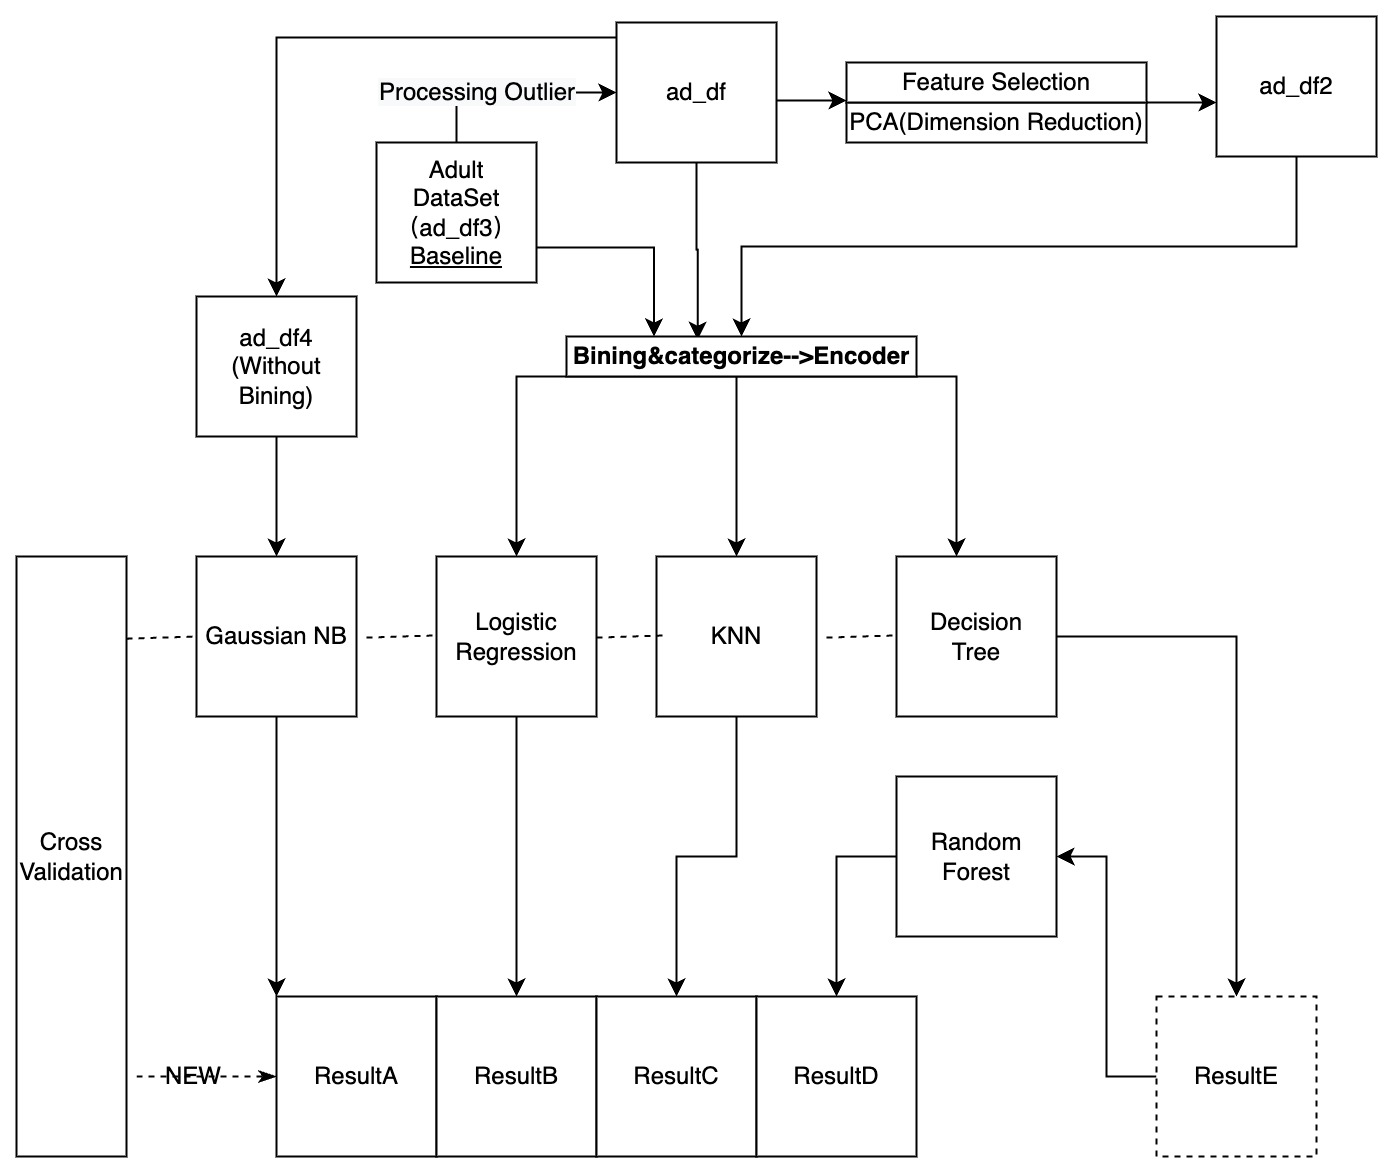 ad_df
ad_df2
Processing Outlier
Feature Selection
PCA(Dimension Reduction)
Adult
DataSet
(ad_df3)
Baseline
ad_df4
(Without
Bining)
Bining&categorize-->Encoder
Gaussian NB
Logistic
Regression
KNN
Decision
Tree
Cross
Validation
Random
Forest
NEW
ResultA
ResultB
ResultC
ResultD
ResultE